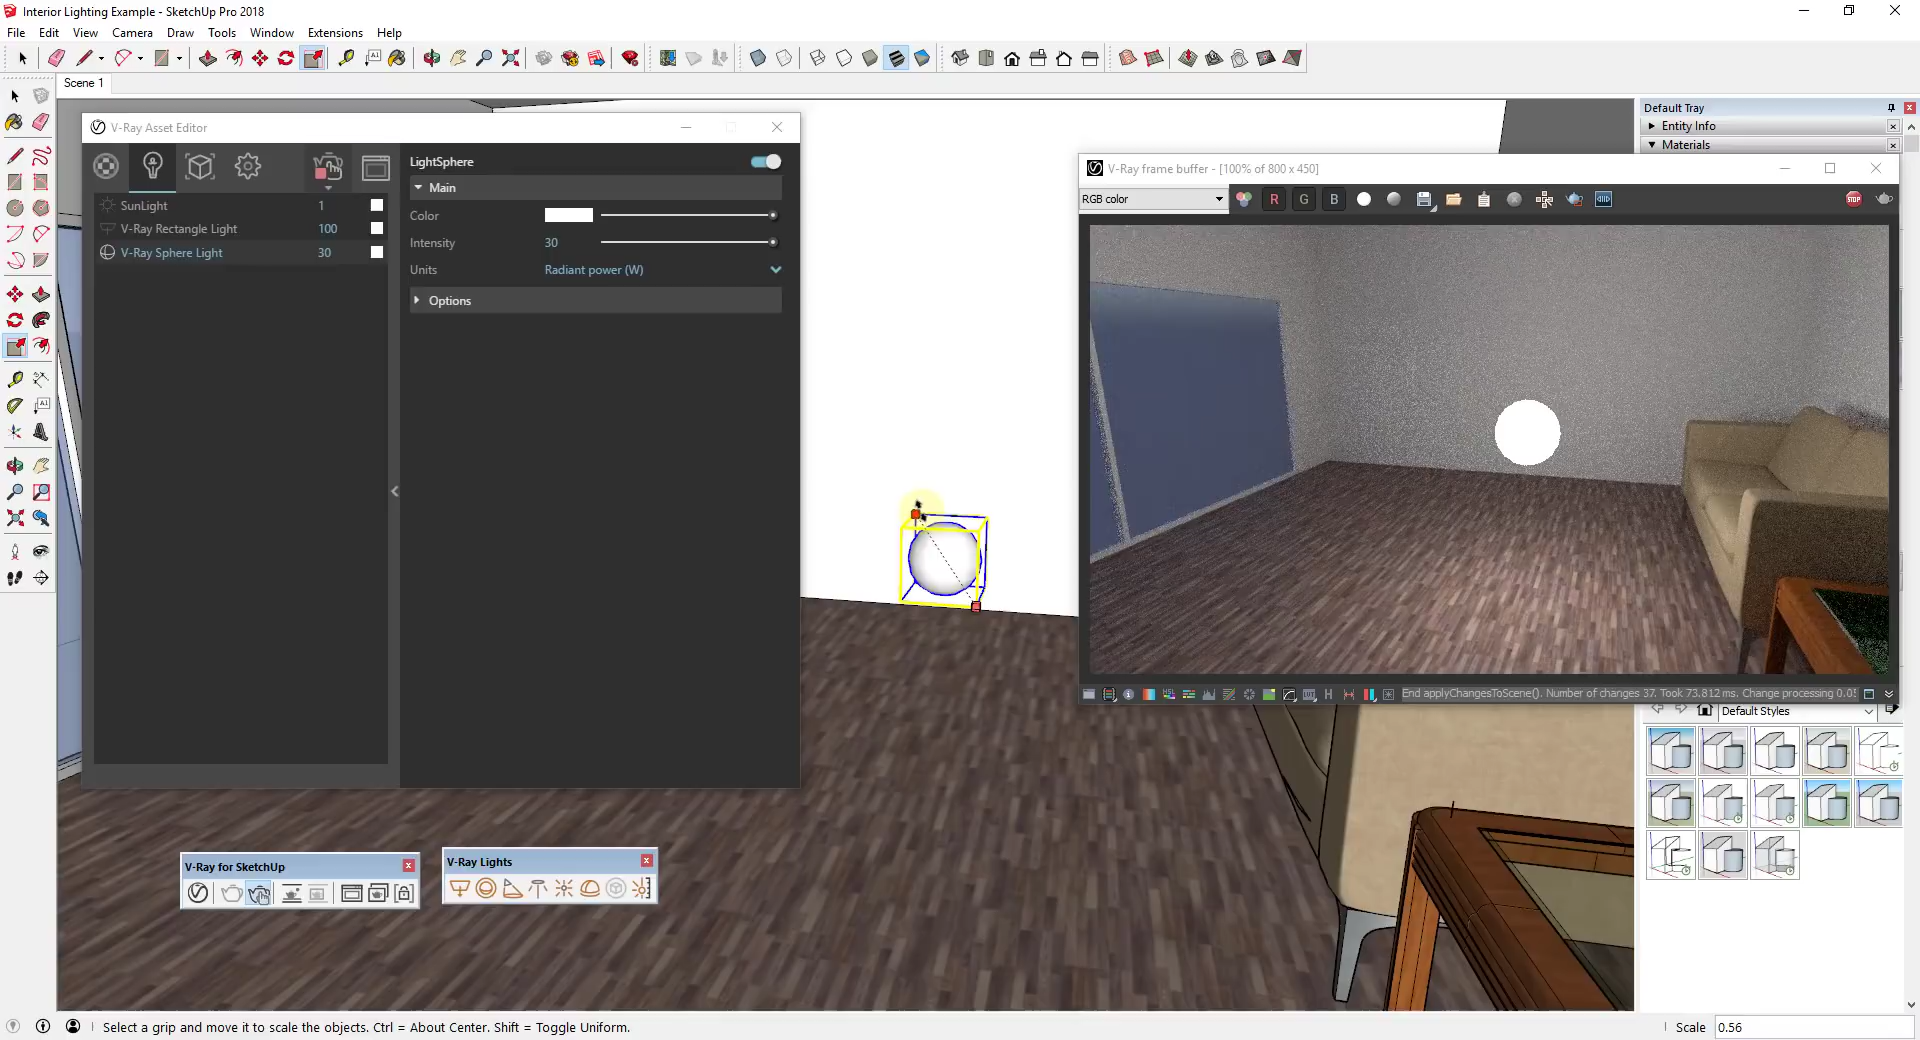 Interior Lighting Example - SketchUp Pro 2018
File Edit View Camera Draw Tools Window Extensions Help
Scene 1
V-Ray Asset Editor
SunLight 1
V-Ray Rectangle Light 100
V-Ray Sphere Light 30
LightSphere
Main
Color
Intensity 30
Units Radiant power (W)
Options
V-Ray frame buffer - [100% of 800 x 450]
RGB color
R G B
STOP
End applyChangesToScene(). Number of changes 37. Took 73.812 ms. Change processing 0.05
Default Tray
Entity Info
Materials
Default Styles
V-Ray for SketchUp
V-Ray Lights
Select a grip and move it to scale the objects. Ctrl = About Center. Shift = Toggle Uniform.
Scale 0.56